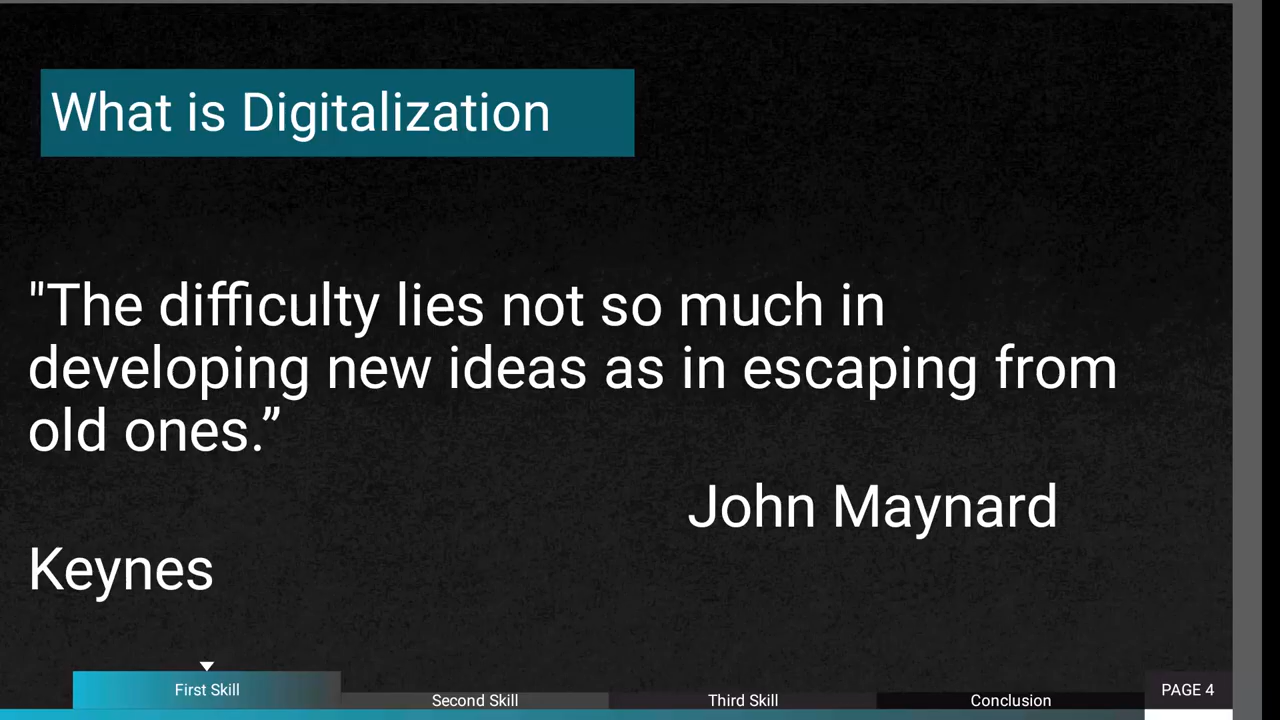 What is Digitalization
"The difficulty lies not so much in
developing new ideas as in escaping from
old ones.”
John Maynard
Keynes
First Skill
Second Skill
Third Skill
Conclusion
PAGE 4